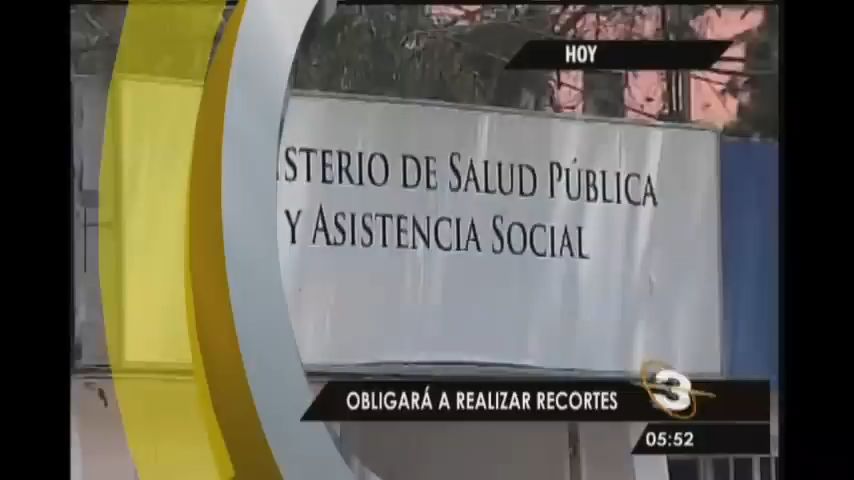 HOY
STERIO DE SALUD PÚBLICA
Y ASISTENCIA SOCIAL
OBLIGARÁ A REALIZAR RECORTES
3
05:52